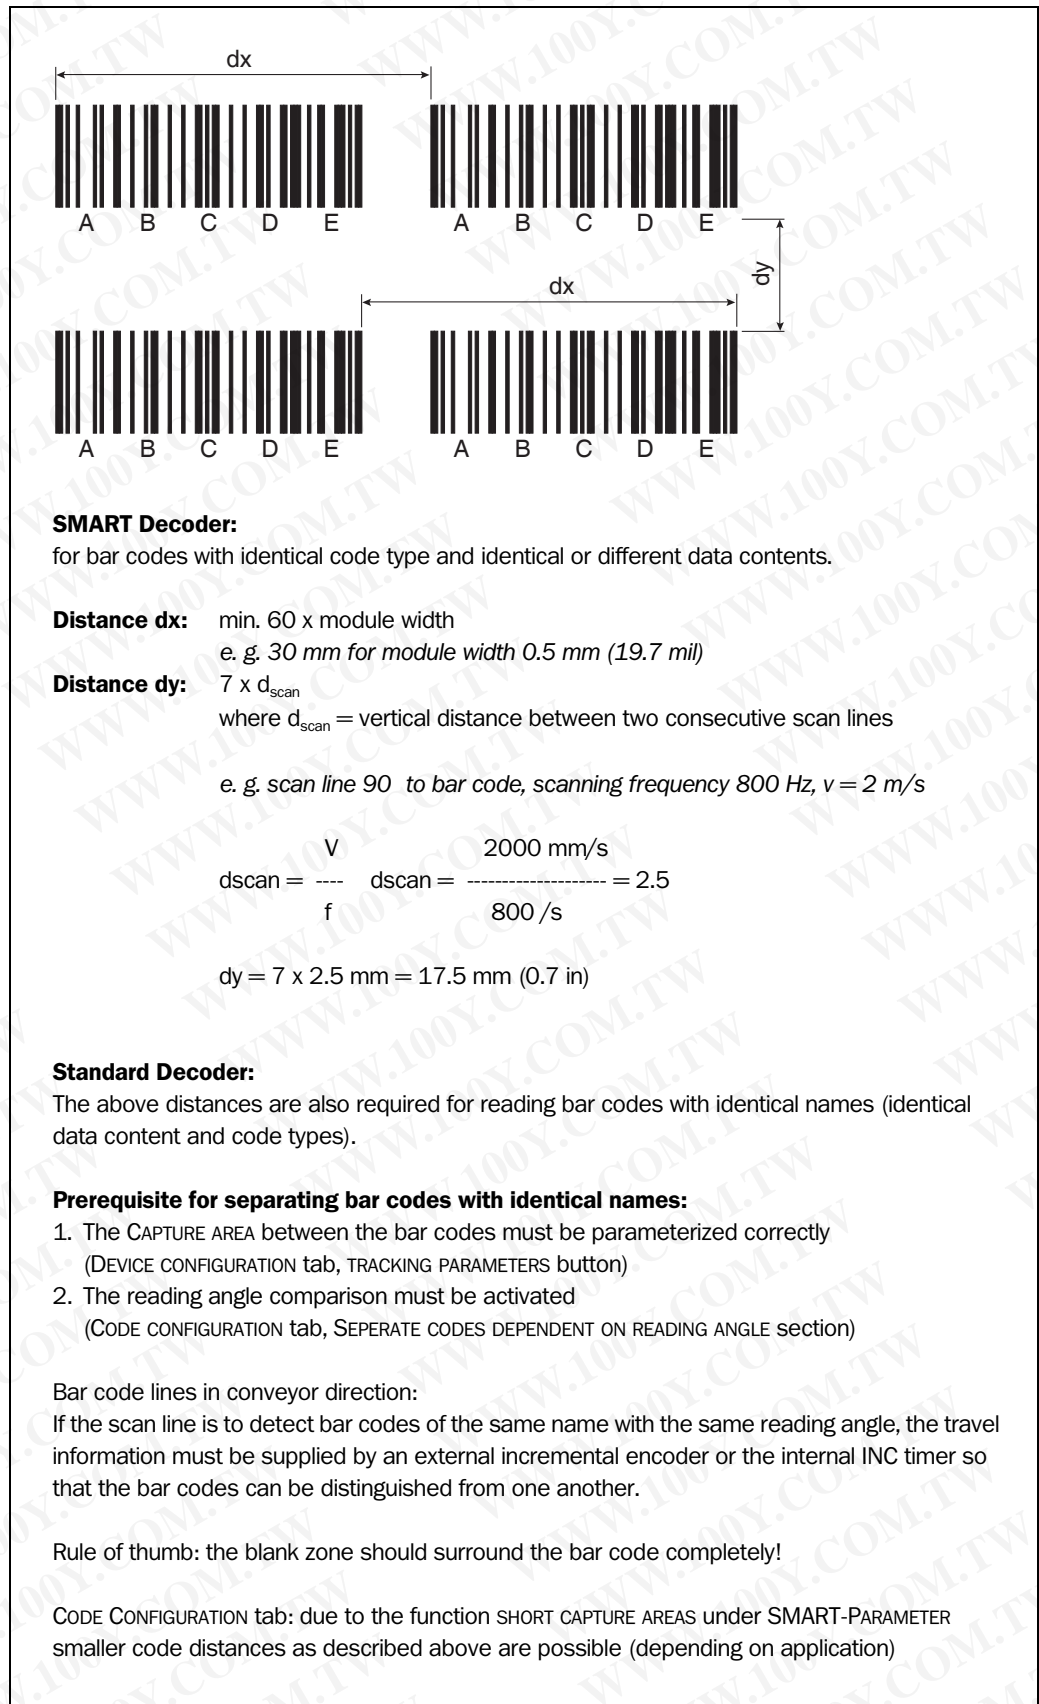 dx
A B C D E A B C D E
dy
dx
A B C D E A B C D E
SMART Decoder:
for bar codes with identical code type and identical or different data contents.
Distance dx: min. 60 x module width
e. g. 30 mm for module width 0.5 mm (19.7 mil)
Distance dy: 7 x dscan
where dscan = vertical distance between two consecutive scan lines
e. g. scan line 90 to bar code, scanning frequency 800 Hz, v = 2 m/s
V 2000 mm/s
dscan = ---- dscan = -------------------- = 2.5
f 800 /s
dy = 7 x 2.5 mm = 17.5 mm (0.7 in)
Standard Decoder:
The above distances are also required for reading bar codes with identical names (identical
data content and code types).
Prerequisite for separating bar codes with identical names:
1. The CAPTURE AREA between the bar codes must be parameterized correctly
(DEVICE CONFIGURATION tab, TRACKING PARAMETERS button)
2. The reading angle comparison must be activated
(CODE CONFIGURATION tab, SEPERATE CODES DEPENDENT ON READING ANGLE section)
Bar code lines in conveyor direction:
If the scan line is to detect bar codes of the same name with the same reading angle, the travel
information must be supplied by an external incremental encoder or the internal INC timer so
that the bar codes can be distinguished from one another.
Rule of thumb: the blank zone should surround the bar code completely!
CODE CONFIGURATION tab: due to the function SHORT CAPTURE AREAS under SMART-PARAMETER
smaller code distances as described above are possible (depending on application)
WWW.100Y.COM.TW